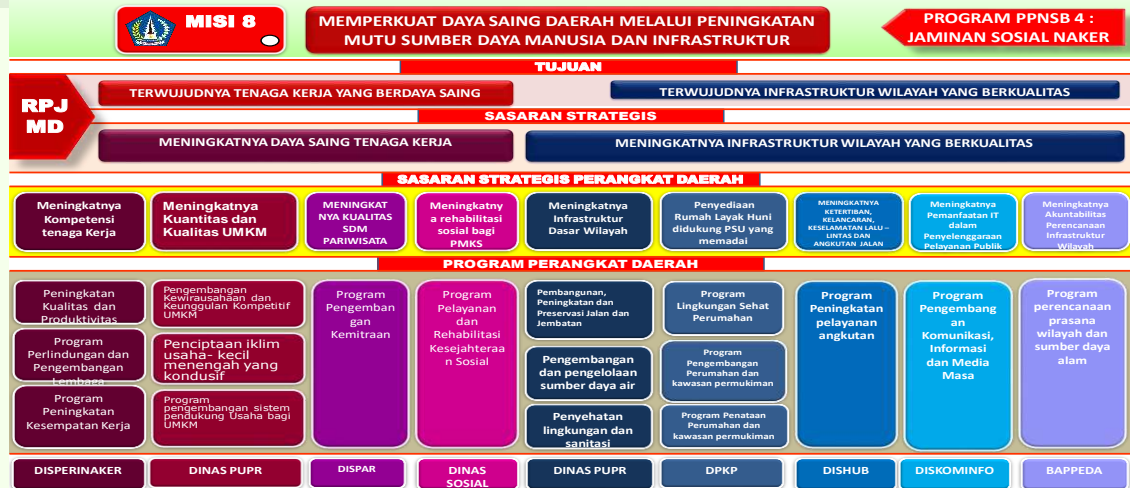 MISI 8
MEMPERKUAT DAYA SAING DAERAH MELALUI PENINGKATAN
MUTU SUMBER DAYA MANUSIA DAN INFRASTRUKTUR
PROGRAM PPNSB 4 :
JAMINAN SOSIAL NAKER
TUJUAN
RPJ
MD
TERWUJUDNYA TENAGA KERJA YANG BERDAYA SAING
TERWUJUDNYA INFRASTRUKTUR WILAYAH YANG BERKUALITAS
SASARAN STRATEGIS
MENINGKATNYA DAYA SAING TENAGA KERJA
MENINGKATNYA INFRASTRUKTUR WILAYAH YANG BERKUALITAS
SASARAN STRATEGIS PERANGKAT DAERAH
Meningkatnya
Kompetensi
tenaga Kerja
Meningkatnya
Kuantitas dan
Kualitas UMKM
MENINGKAT
NYA KUALITAS
SDM
PARIWISATA
Meningkatny
a rehabilitasi
sosial bagi
PMKS
Meningkatnya
Infrastruktur
Dasar Wilayah
Penyediaan
Rumah Layak Huni
didukung PSU yang
memadai
MENINGKATNYA
KETERTIBAN,
KELANCARAN,
KESELAMATAN LALU –
LINTAS DAN
ANGKUTAN JALAN
Meningkatnya
Pemanfaatan IT
dalam
Penyelenggaraan
Pelayanan Publik
Meningkatnya
Akuntabilitas
Perencanaan
Infrastruktur
Wilayah
PROGRAM PERANGKAT DAERAH
Peningkatan
Kualitas dan
Produktivitas
Program
Perlindungan dan
Pengembangan
Lembaga
Program
Peningkatan
Kesempatan Kerja
Pengembangan
Kewirausahaan dan
Keunggulan Kompetitif
UMKM
Penciptaan iklim
usaha- kecil
menengah yang
kondusif
Program
pengembangan sistem
pendukung Usaha bagi
UMKM
Program
Pengemban
gan
Kemitraan
Program
Pelayanan
dan
Rehabilitasi
Kesejahteraa
n Sosial
Pembangunan,
Peningkatan dan
Preservasi Jalan dan
Jembatan
Pengembangan
dan pengelolaan
sumber daya air
Penyehatan
lingkungan dan
sanitasi
Program
Lingkungan Sehat
Perumahan
Program
Pengembangan
Perumahan dan
kawasan permukiman
Program Penataan
Perumahan dan
kawasan permukiman
Program
Peningkatan
pelayanan
angkutan
Program
Pengembang
an
Komunikasi,
Informasi
dan Media
Masa
Program
perencanaan
prasana
wilayah dan
sumber daya
alam
DISPERINAKER
DINAS PUPR
DISPAR
DINAS
SOSIAL
DINAS PUPR
DPKP
DISHUB
DISKOMINFO
BAPPEDA